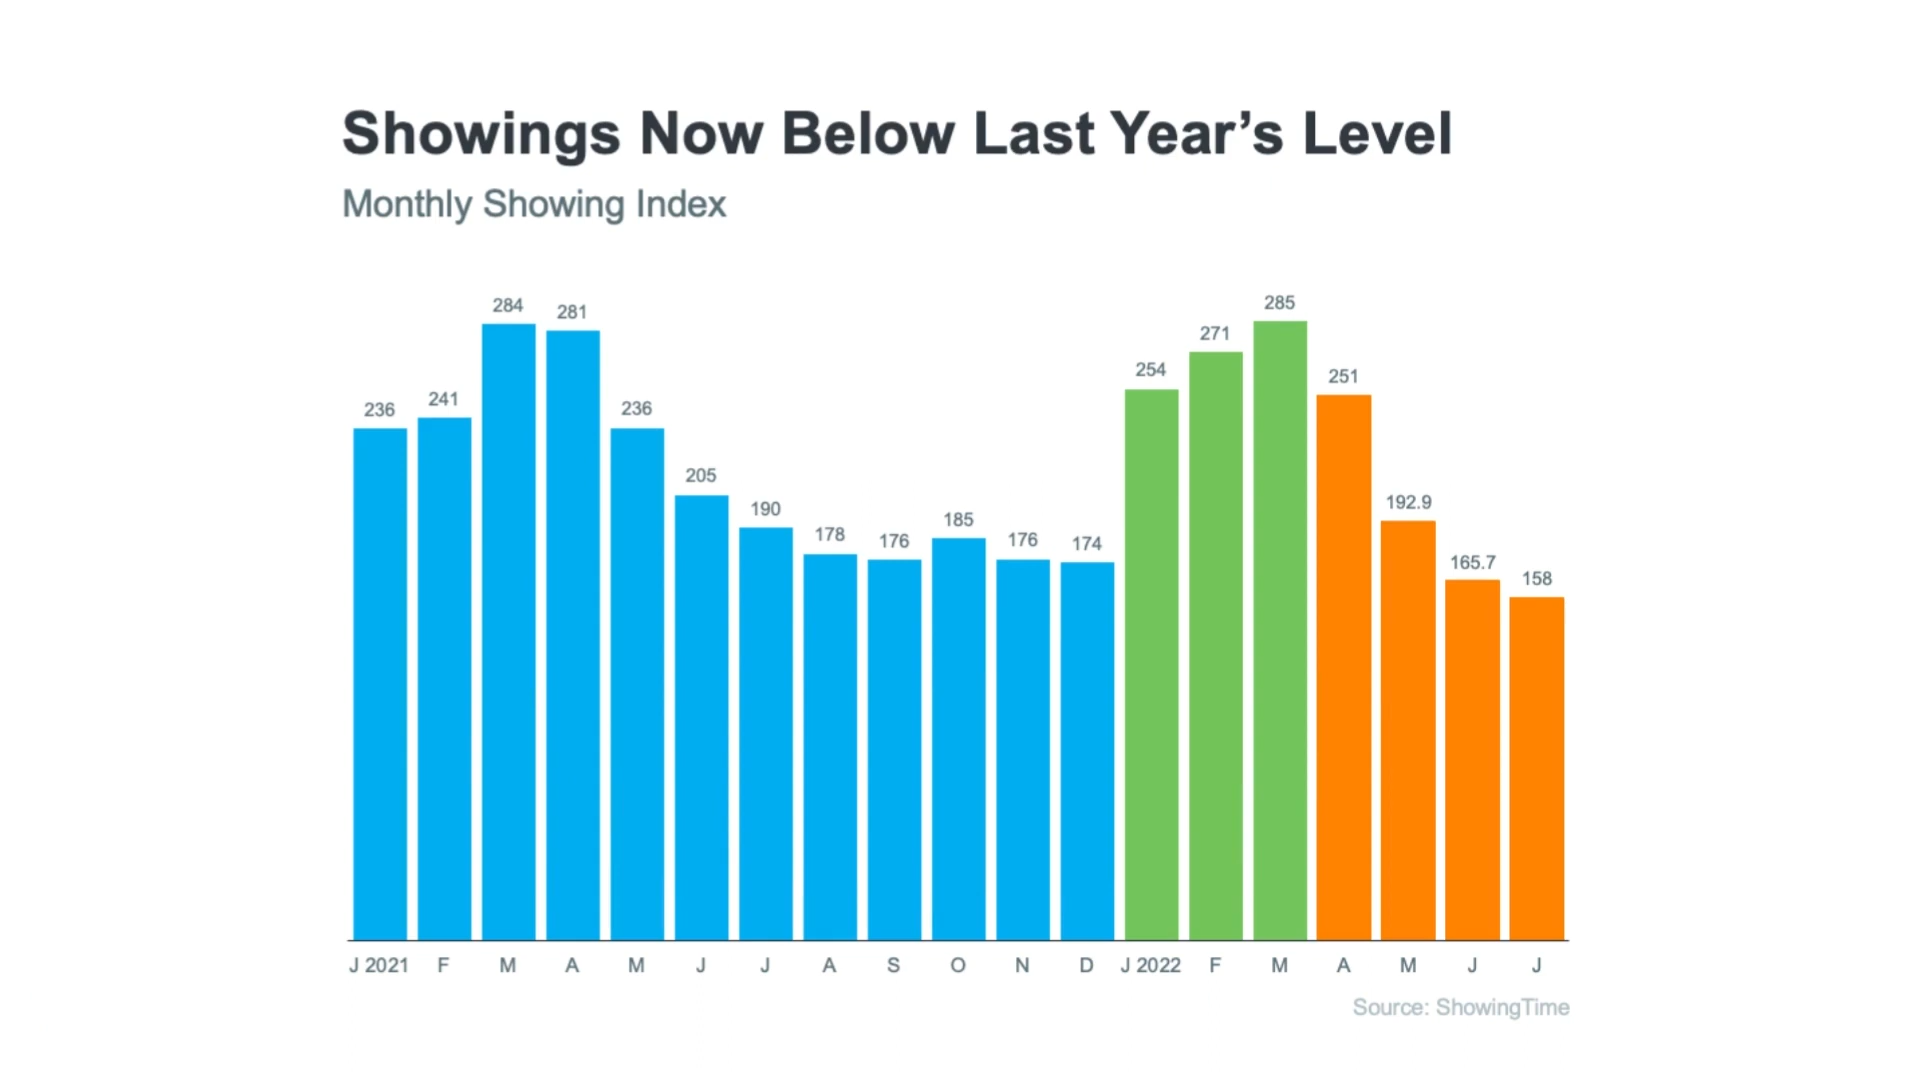 Showings Now Below Last Year’s Level
Monthly Showing Index
236 241 284 281 236 205 190 178 176 185 176 174 254 271 285 251 192.9 165.7 158
J 2021 F M A M J J A S O N D J 2022 F M A M J J
Source: ShowingTime